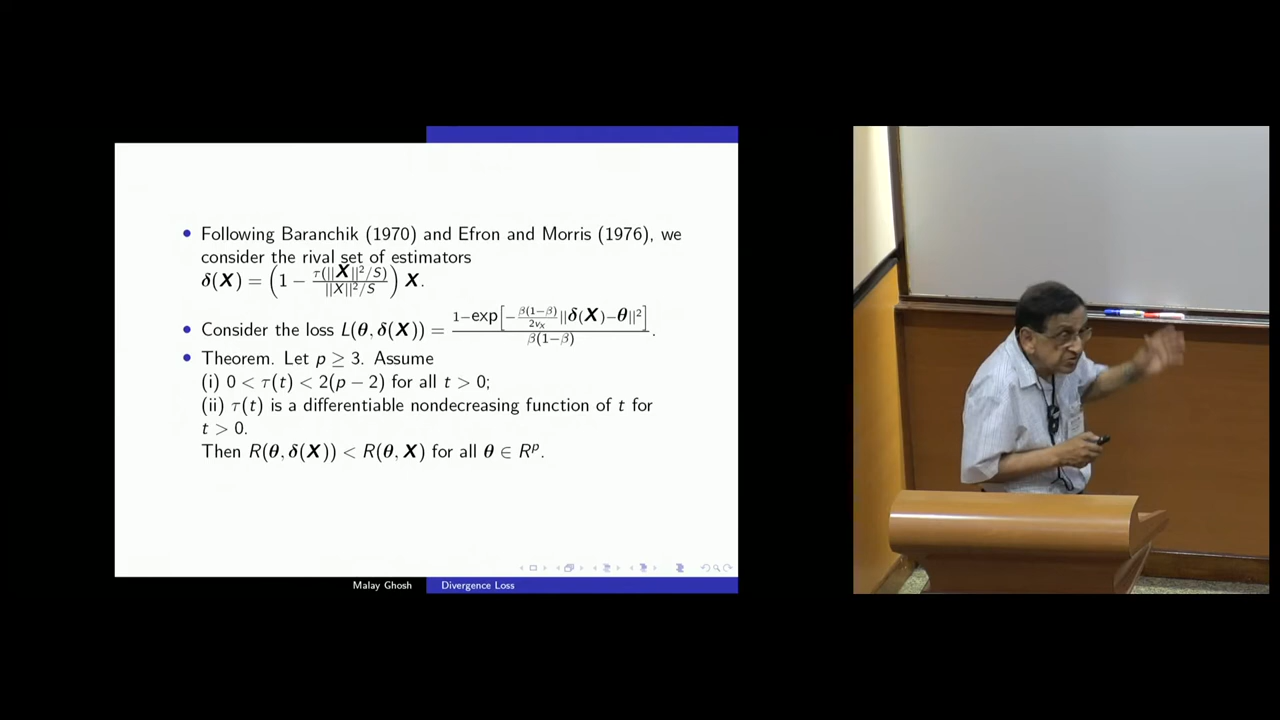 • Following Baranchik (1970) and Efron and Morris (1976), we
consider the rival set of estimators
δ(X) = (1 − τ(||X||²/S) / ||X||²/S) X.
• Consider the loss L(θ, δ(X)) = 1−exp[−β(1−β)/2vₓ ||δ(X)−θ||²] / β(1−β).
• Theorem. Let p ≥ 3. Assume
(i) 0 < τ(t) < 2(p − 2) for all t > 0;
(ii) τ(t) is a differentiable nondecreasing function of t for
t > 0.
Then R(θ, δ(X)) < R(θ, X) for all θ ∈ Rᵖ.
Malay Ghosh
Divergence Loss